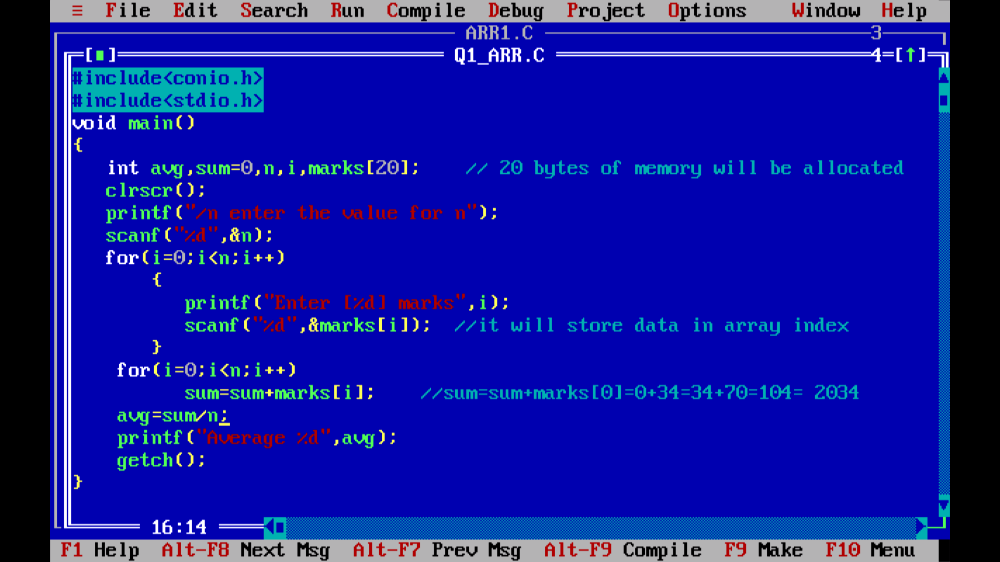 ≡ File Edit Search Run Compile Debug Project Options Window Help
ARR1.C 3
[■] Q1_ARR.C 4=[↑]
#include<conio.h>
#include<stdio.h>
void main()
{
int avg,sum=0,n,i,marks[20]; // 20 bytes of memory will be allocated
clrscr();
printf("/n enter the value for n");
scanf("%d",&n);
for(i=0;i<n;i++)
{
printf("Enter [%d] marks",i);
scanf("%d",&marks[i]); //it will store data in array index
}
for(i=0;i<n;i++)
sum=sum+marks[i]; //sum=sum+marks[0]=0+34=34+70=104= 2034
avg=sum/n;
printf("Average %d",avg);
getch();
}
16:14
F1 Help Alt-F8 Next Msg Alt-F7 Prev Msg Alt-F9 Compile F9 Make F10 Menu